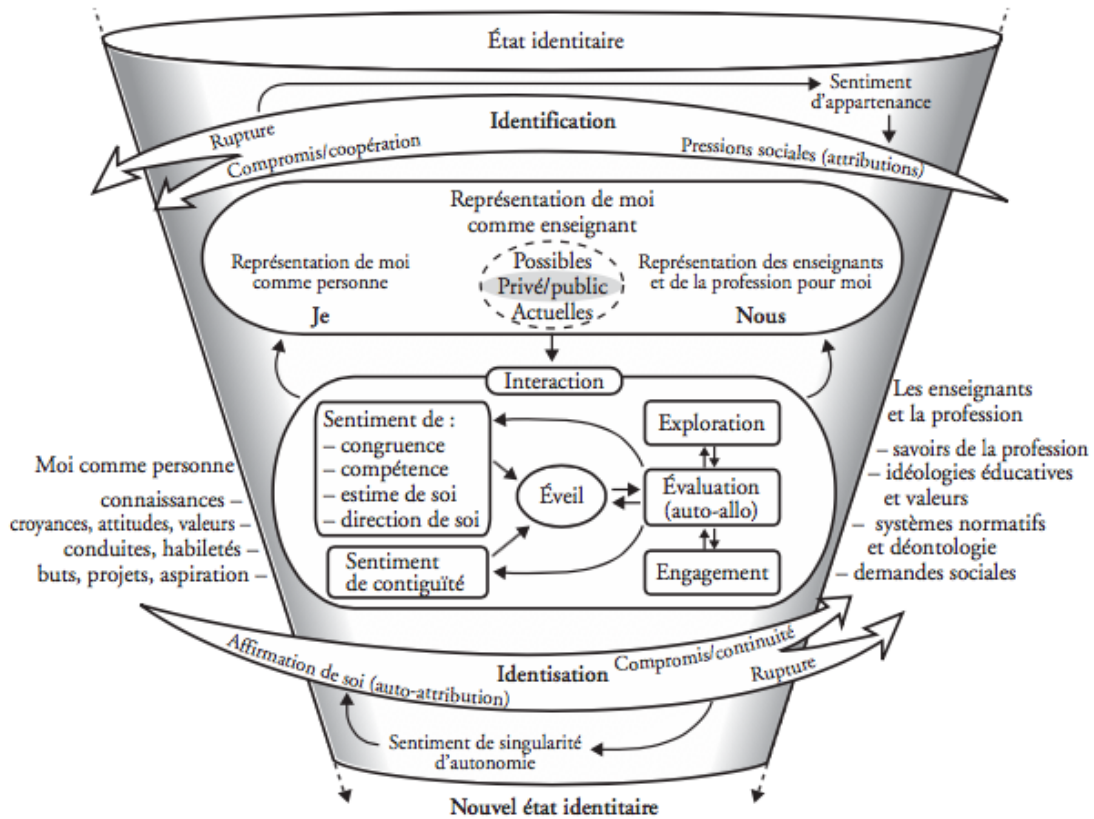 État identitaire
Sentiment
d'appartenance
Rupture
Identification
Compromis/coopération
Pressions sociales (attributions)
Représentation de moi
comme enseignant
Représentation de moi
comme personne
Je
Possibles
Privé/public
Actuelles
Représentation des enseignants
et de la profession pour moi
Nous
Interaction
Sentiment de :
– congruence
– compétence
– estime de soi
– direction de soi
Sentiment
de contiguïté
Éveil
Exploration
Évaluation
(auto-allo)
Engagement
Moi comme personne
connaissances –
croyances, attitudes, valeurs –
conduites, habiletés –
buts, projets, aspiration –
Les enseignants
et la profession
– savoirs de la profession
– idéologies éducatives
et valeurs
– systèmes normatifs
et déontologie
– demandes sociales
Affirmation de soi (auto-attribution)
Identisation
Compromis/continuité
Rupture
Sentiment de singularité
d'autonomie
Nouvel état identitaire